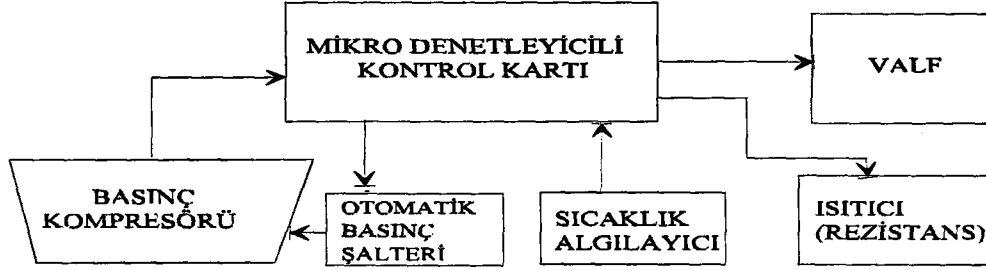 MİKRO DENETLEYİCİLİ
KONTROL KARTI
VALF
BASINÇ
KOMPRESÖRÜ
OTOMATİK
BASINÇ
ŞALTERİ
SICAKLIK
ALGILAYICI
ISITICI
(REZİSTANS)